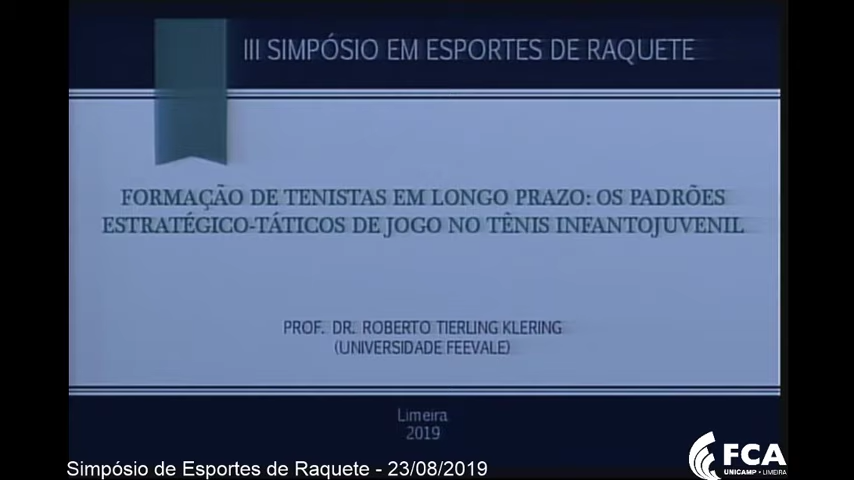 III SIMPÓSIO EM ESPORTES DE RAQUETE
FORMAÇÃO DE TENISTAS EM LONGO PRAZO: OS PADRÕES
ESTRATÉGICO-TÁTICOS DE JOGO NO TÊNIS INFANTOJUVENIL
PROF. DR. ROBERTO TIERLING KLERING
(UNIVERSIDADE FEEVALE)
Limeira
2019
Simpósio de Esportes de Raquete - 23/08/2019
FCA
UNICAMP • LIMEIRA